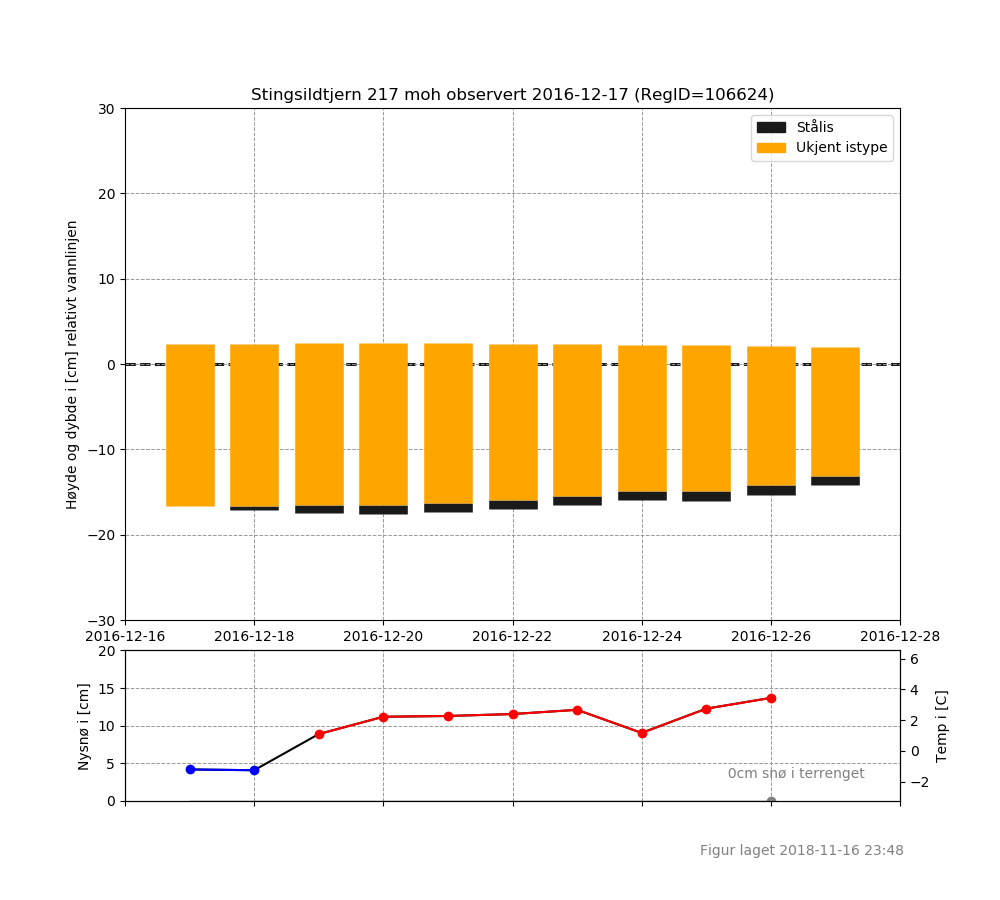 Stingsildtjern 217 moh observert 2016-12-17 (RegID=106624)
Stålis
Ukjent istype
Høyde og dybde i [cm] relativt vannlinjen
30
20
10
0
−10
−20
−30
2016-12-16 2016-12-18 2016-12-20 2016-12-22 2016-12-24 2016-12-26 2016-12-28
Nysnø i [cm]
20
15
10
5
0
6
4
2
0
−2
Temp i [C]
0cm snø i terrenget
Figur laget 2018-11-16 23:48